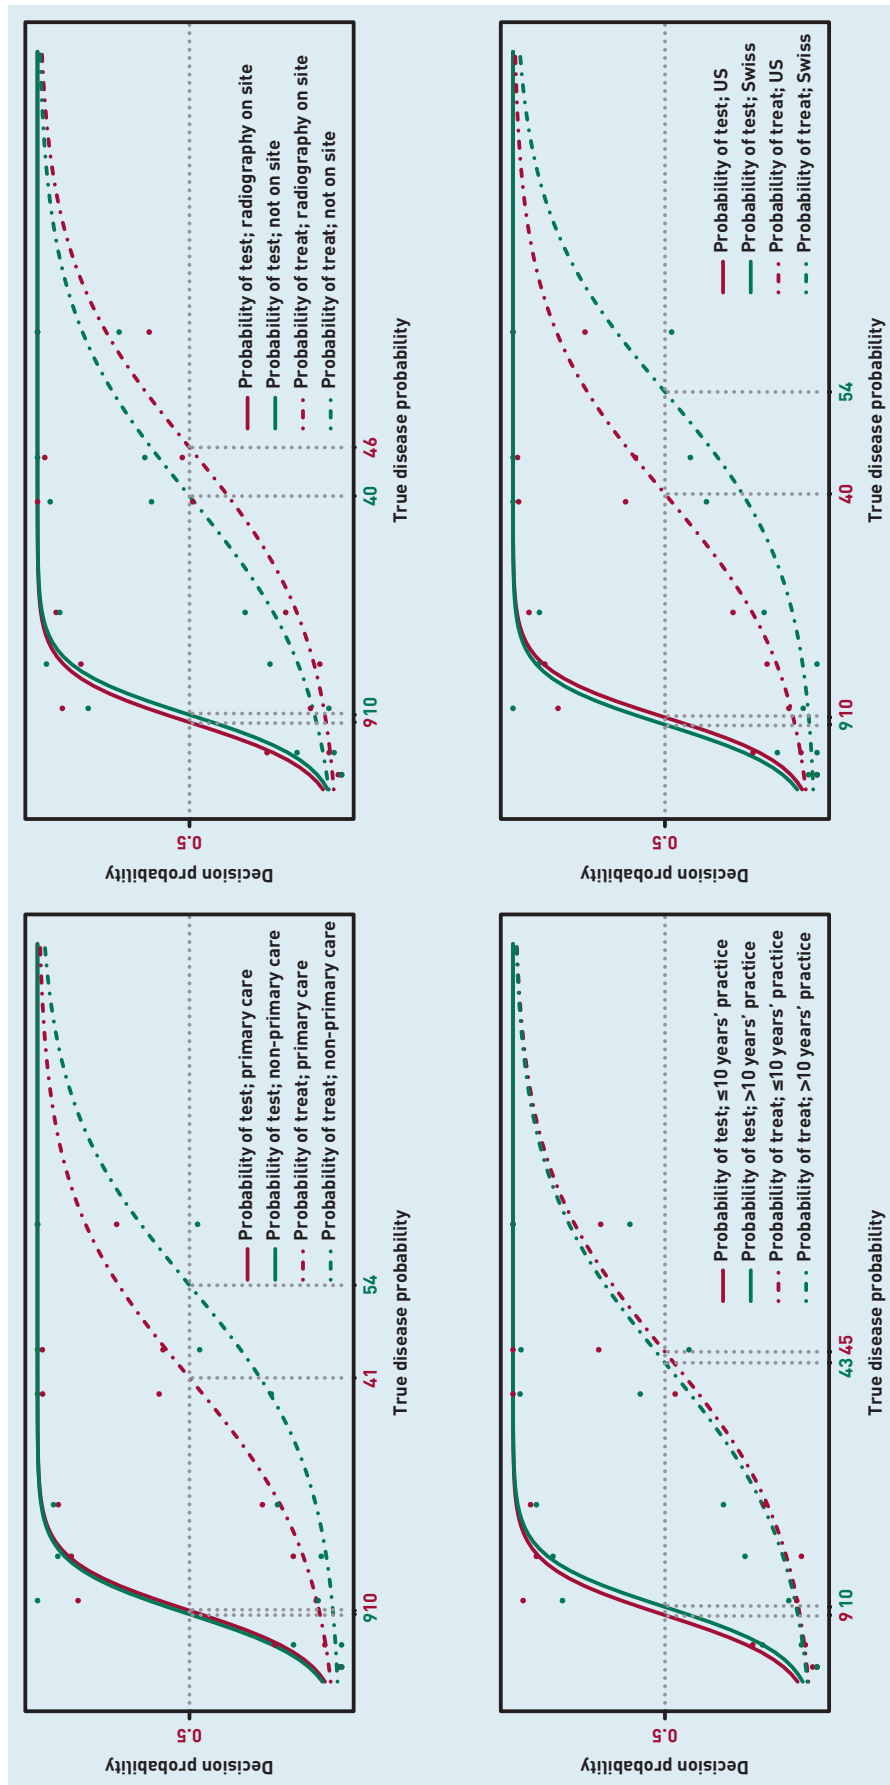 Decision probability
0.5
Probability of test; primary care
Probability of test; non-primary care
Probability of treat; primary care
Probability of treat; non-primary care
9 10 41 54
True disease probability
Decision probability
0.5
Probability of test; radiography on site
Probability of test; not on site
Probability of treat; radiography on site
Probability of treat; not on site
9 10 40 46
True disease probability
Decision probability
0.5
Probability of test; ≤10 years' practice
Probability of test; >10 years' practice
Probability of treat; ≤10 years' practice
Probability of treat; >10 years' practice
9 10 43 45
True disease probability
Decision probability
0.5
Probability of test; US
Probability of test; Swiss
Probability of treat; US
Probability of treat; Swiss
9 10 40 54
True disease probability